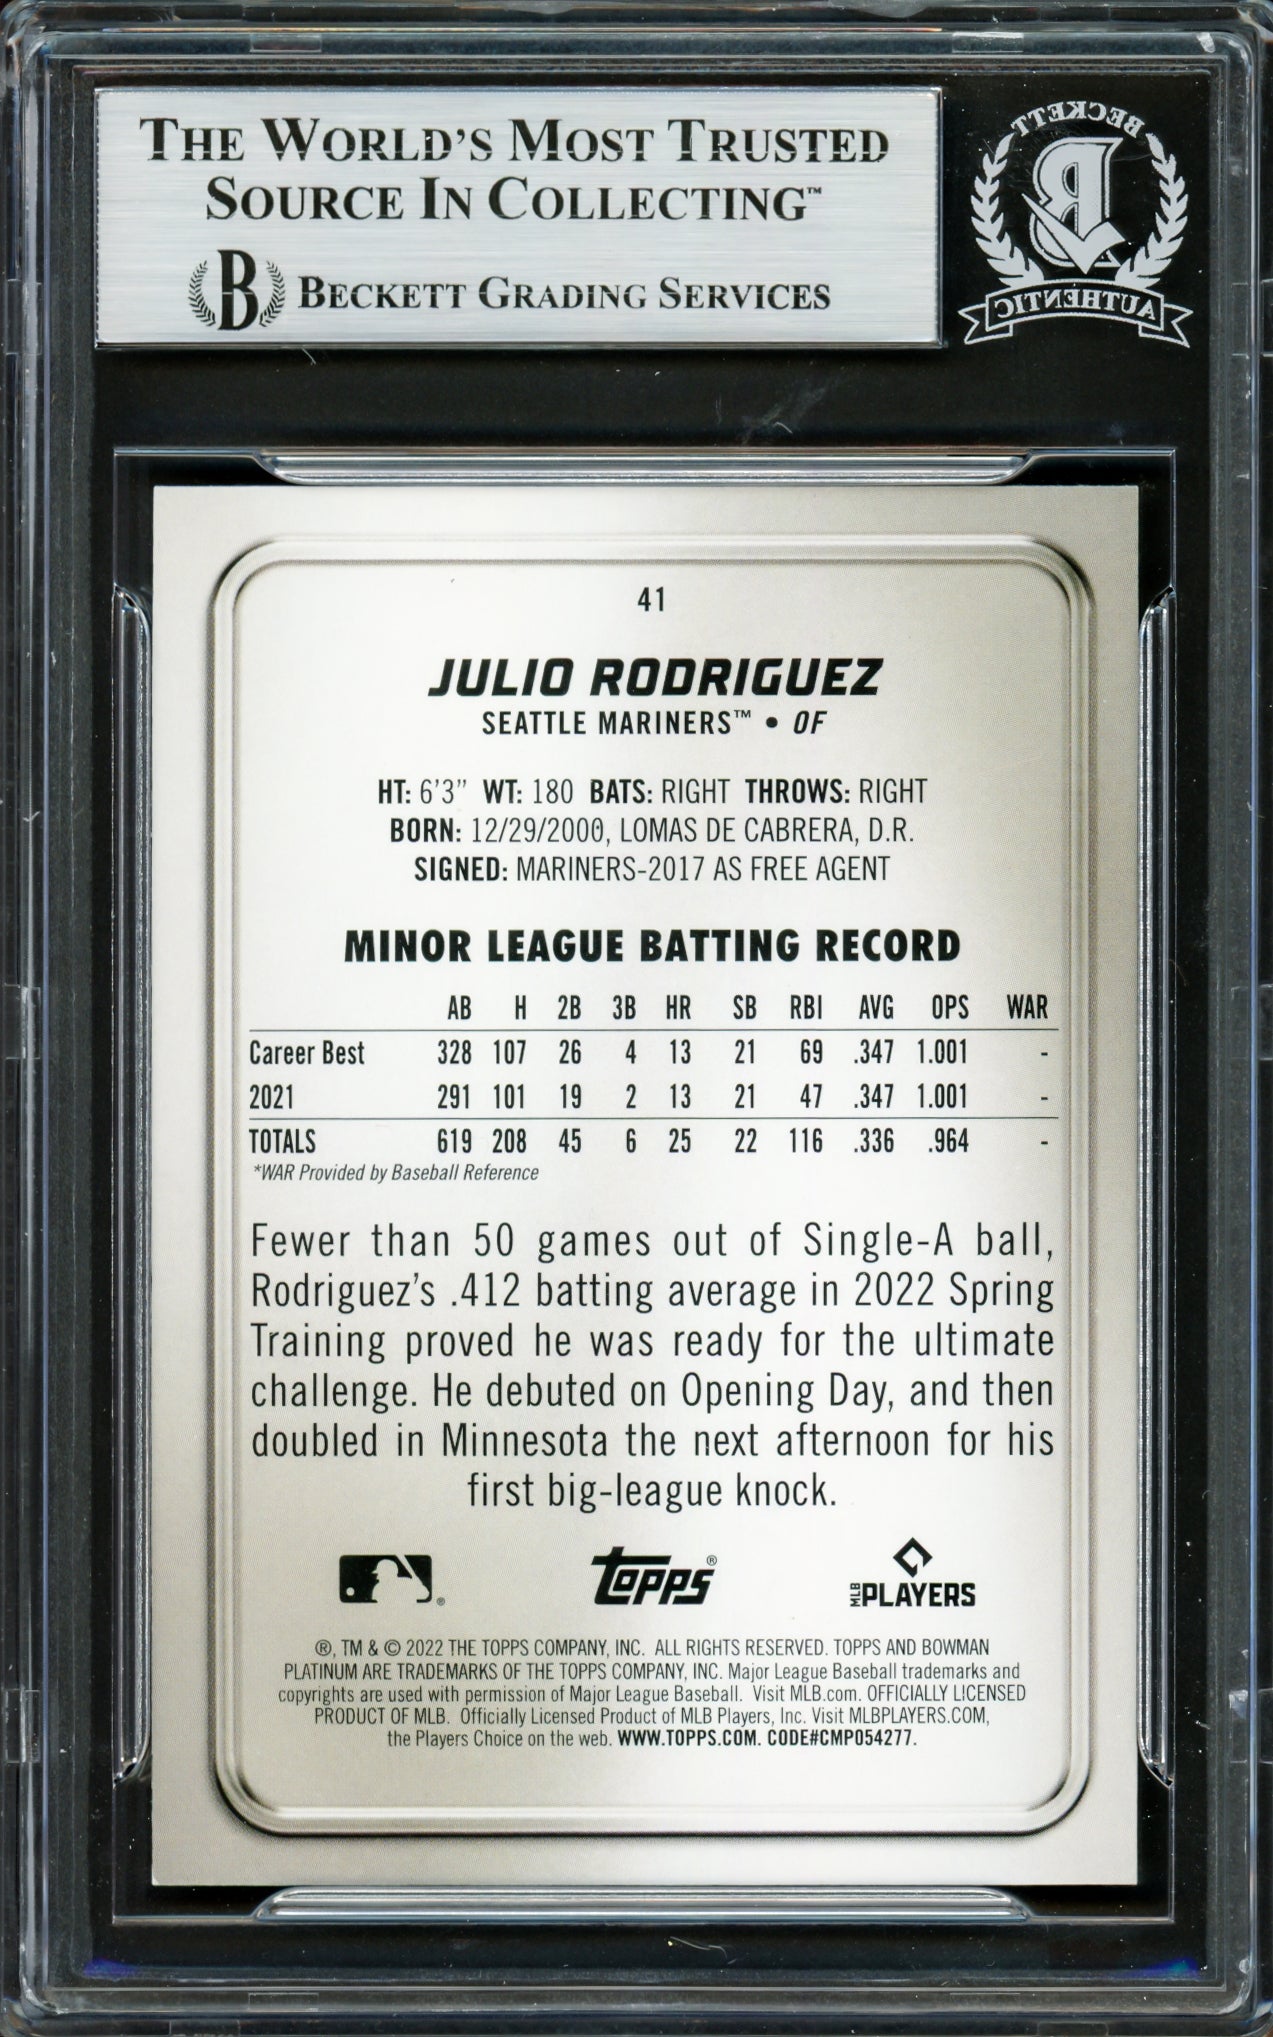 THE WORLD'S MOST TRUSTED
SOURCE IN COLLECTING™
B BECKETT GRADING SERVICES
BECKETT
B
AUTHENTIC
41
JULIO RODRIGUEZ
SEATTLE MARINERS™ • OF
HT: 6'3" WT: 180 BATS: RIGHT THROWS: RIGHT
BORN: 12/29/2000, LOMAS DE CABRERA, D.R.
SIGNED: MARINERS-2017 AS FREE AGENT
MINOR LEAGUE BATTING RECORD
AB H 2B 3B HR SB RBI AVG OPS WAR
Career Best 328 107 26 4 13 21 69 .347 1.001 -
2021 291 101 19 2 13 21 47 .347 1.001 -
TOTALS 619 208 45 6 25 22 116 .336 .964 -
*WAR Provided by Baseball Reference
Fewer than 50 games out of Single-A ball,
Rodriguez's .412 batting average in 2022 Spring
Training proved he was ready for the ultimate
challenge. He debuted on Opening Day, and then
doubled in Minnesota the next afternoon for his
first big-league knock.
® Topps® MLB PLAYERS
®, TM & © 2022 THE TOPPS COMPANY, INC. ALL RIGHTS RESERVED. TOPPS AND BOWMAN
PLATINUM ARE TRADEMARKS OF THE TOPPS COMPANY, INC. Major League Baseball trademarks and
copyrights are used with permission of Major League Baseball. Visit MLB.com. OFFICIALLY LICENSED
PRODUCT OF MLB. Officially Licensed Product of MLB Players, Inc. Visit MLBPLAYERS.COM,
the Players Choice on the web. WWW.TOPPS.COM. CODE#CMP054277.